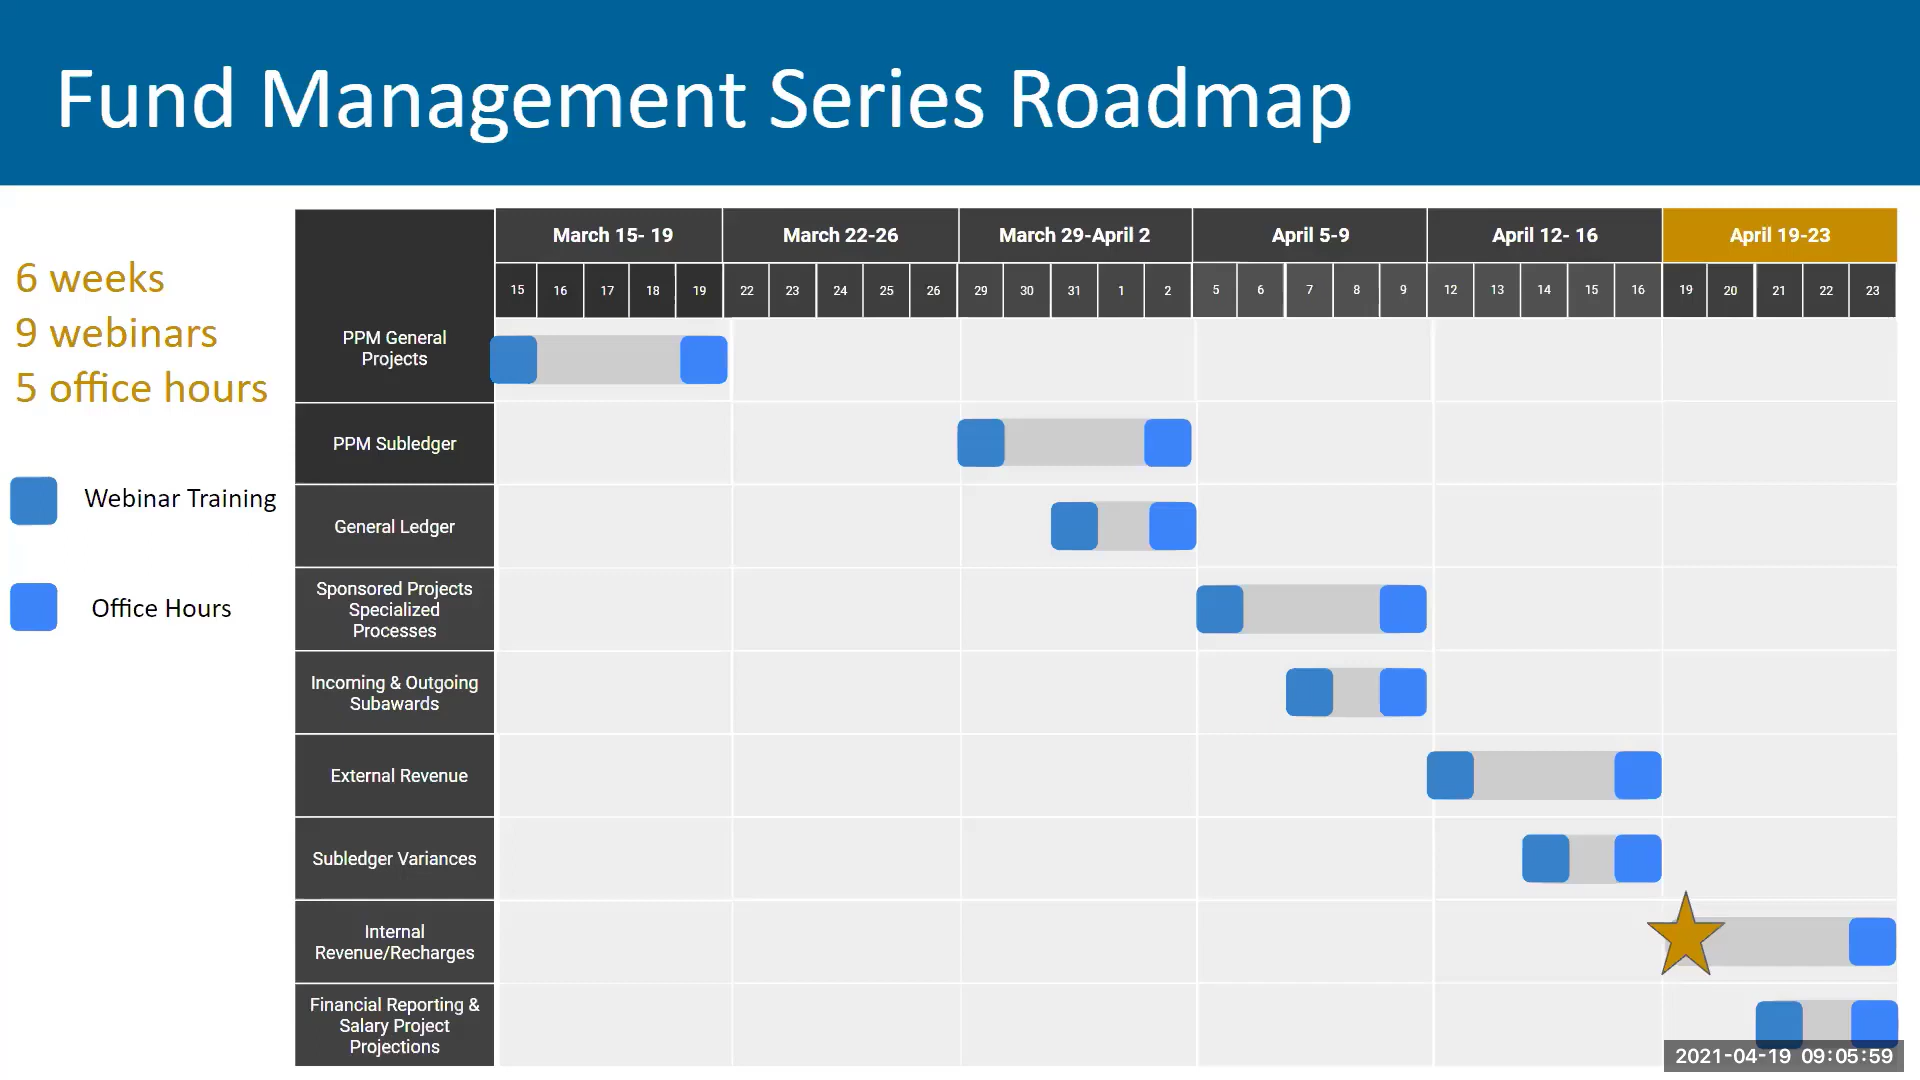 Fund Management Series Roadmap
6 weeks
9 webinars
5 office hours
Webinar Training
Office Hours
March 15- 19
March 22-26
March 29-April 2
April 5-9
April 12- 16
April 19-23
15 16 17 18 19 22 23 24 25 26 29 30 31 1 2 5 6 7 8 9 12 13 14 15 16 19 20 21 22 23
PPM General
Projects
PPM Subledger
General Ledger
Sponsored Projects
Specialized
Processes
Incoming & Outgoing
Subawards
External Revenue
Subledger Variances
Internal
Revenue/Recharges
Financial Reporting &
Salary Project
Projections
2021-04-19 09:05:59